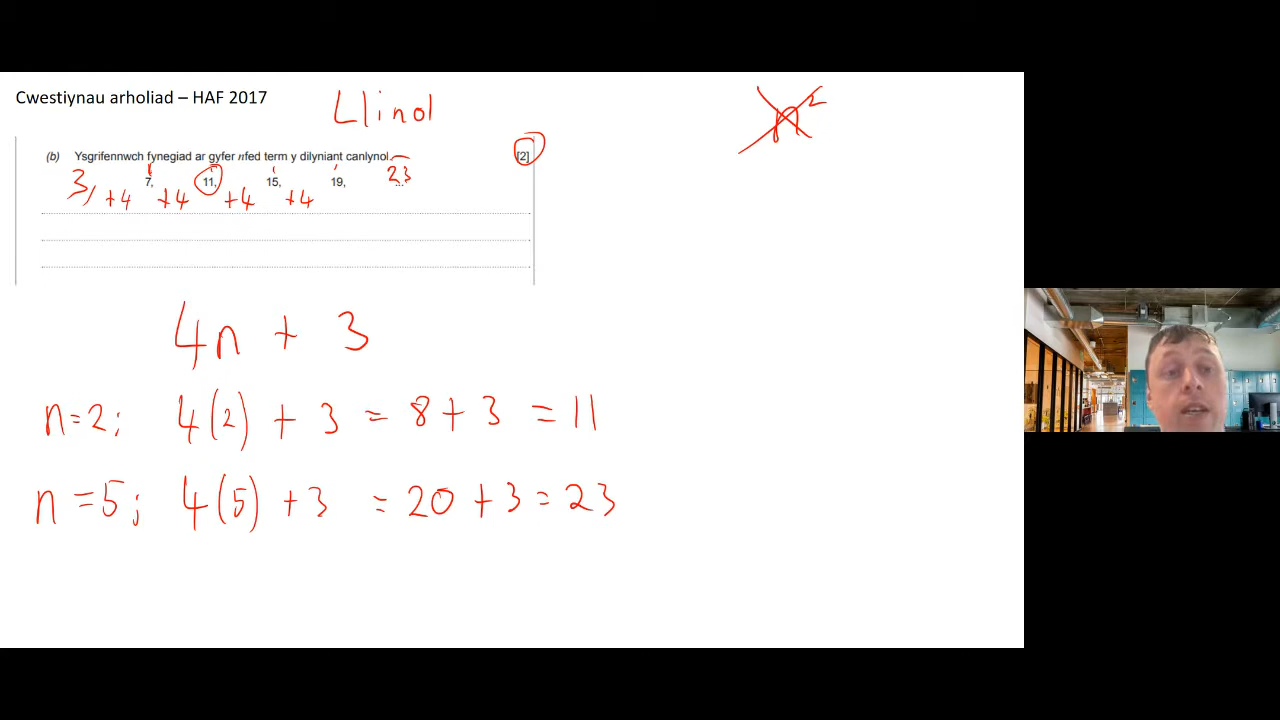 Cwestiynau arholiad – HAF 2017
Llinol
n²
(b) Ysgrifennwch fynegiad ar gyfer nfed term y dilyniant canlynol. [2]
3, 7, 11, 15, 19, 23
+4 +4 +4 +4
4n + 3
n=2; 4(2) + 3 = 8 + 3 = 11
n=5; 4(5) + 3 = 20 + 3 = 23